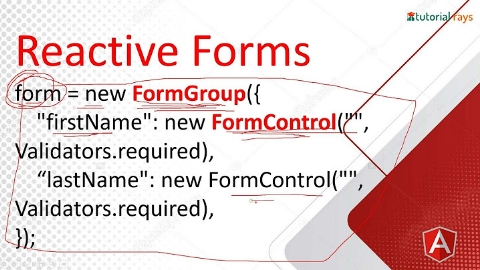 tutorial rays
Reactive Forms
form = new FormGroup({
"firstName": new FormControl("",
Validators.required),
“lastName": new FormControl("",
Validators.required),
});
A